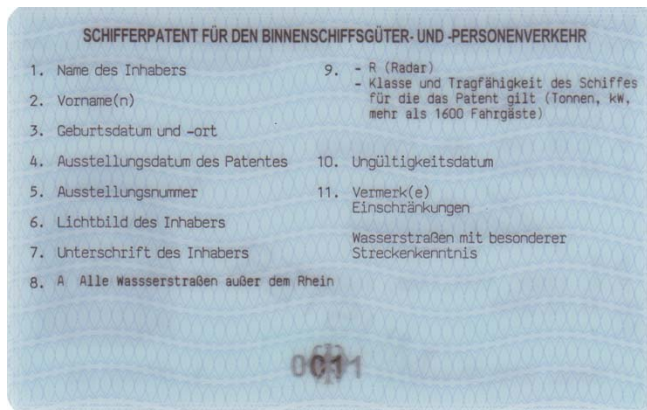 SCHIFFERPATENT FÜR DEN BINNENSCHIFFSGÜTER- UND -PERSONENVERKEHR
1. Name des Inhabers
2. Vorname(n)
3. Geburtsdatum und -ort
4. Ausstellungsdatum des Patentes
5. Ausstellungsnummer
6. Lichtbild des Inhabers
7. Unterschrift des Inhabers
8. A Alle Wassserstraßen außer dem Rhein
9. - R (Radar)
- Klasse und Tragfähigkeit des Schiffes
für die das Patent gilt (Tonnen, kW,
mehr als 1600 Fahrgäste)
10. Ungültigkeitsdatum
11. Vermerk(e)
Einschränkungen
Wasserstraßen mit besonderer
Streckenkenntnis
0011